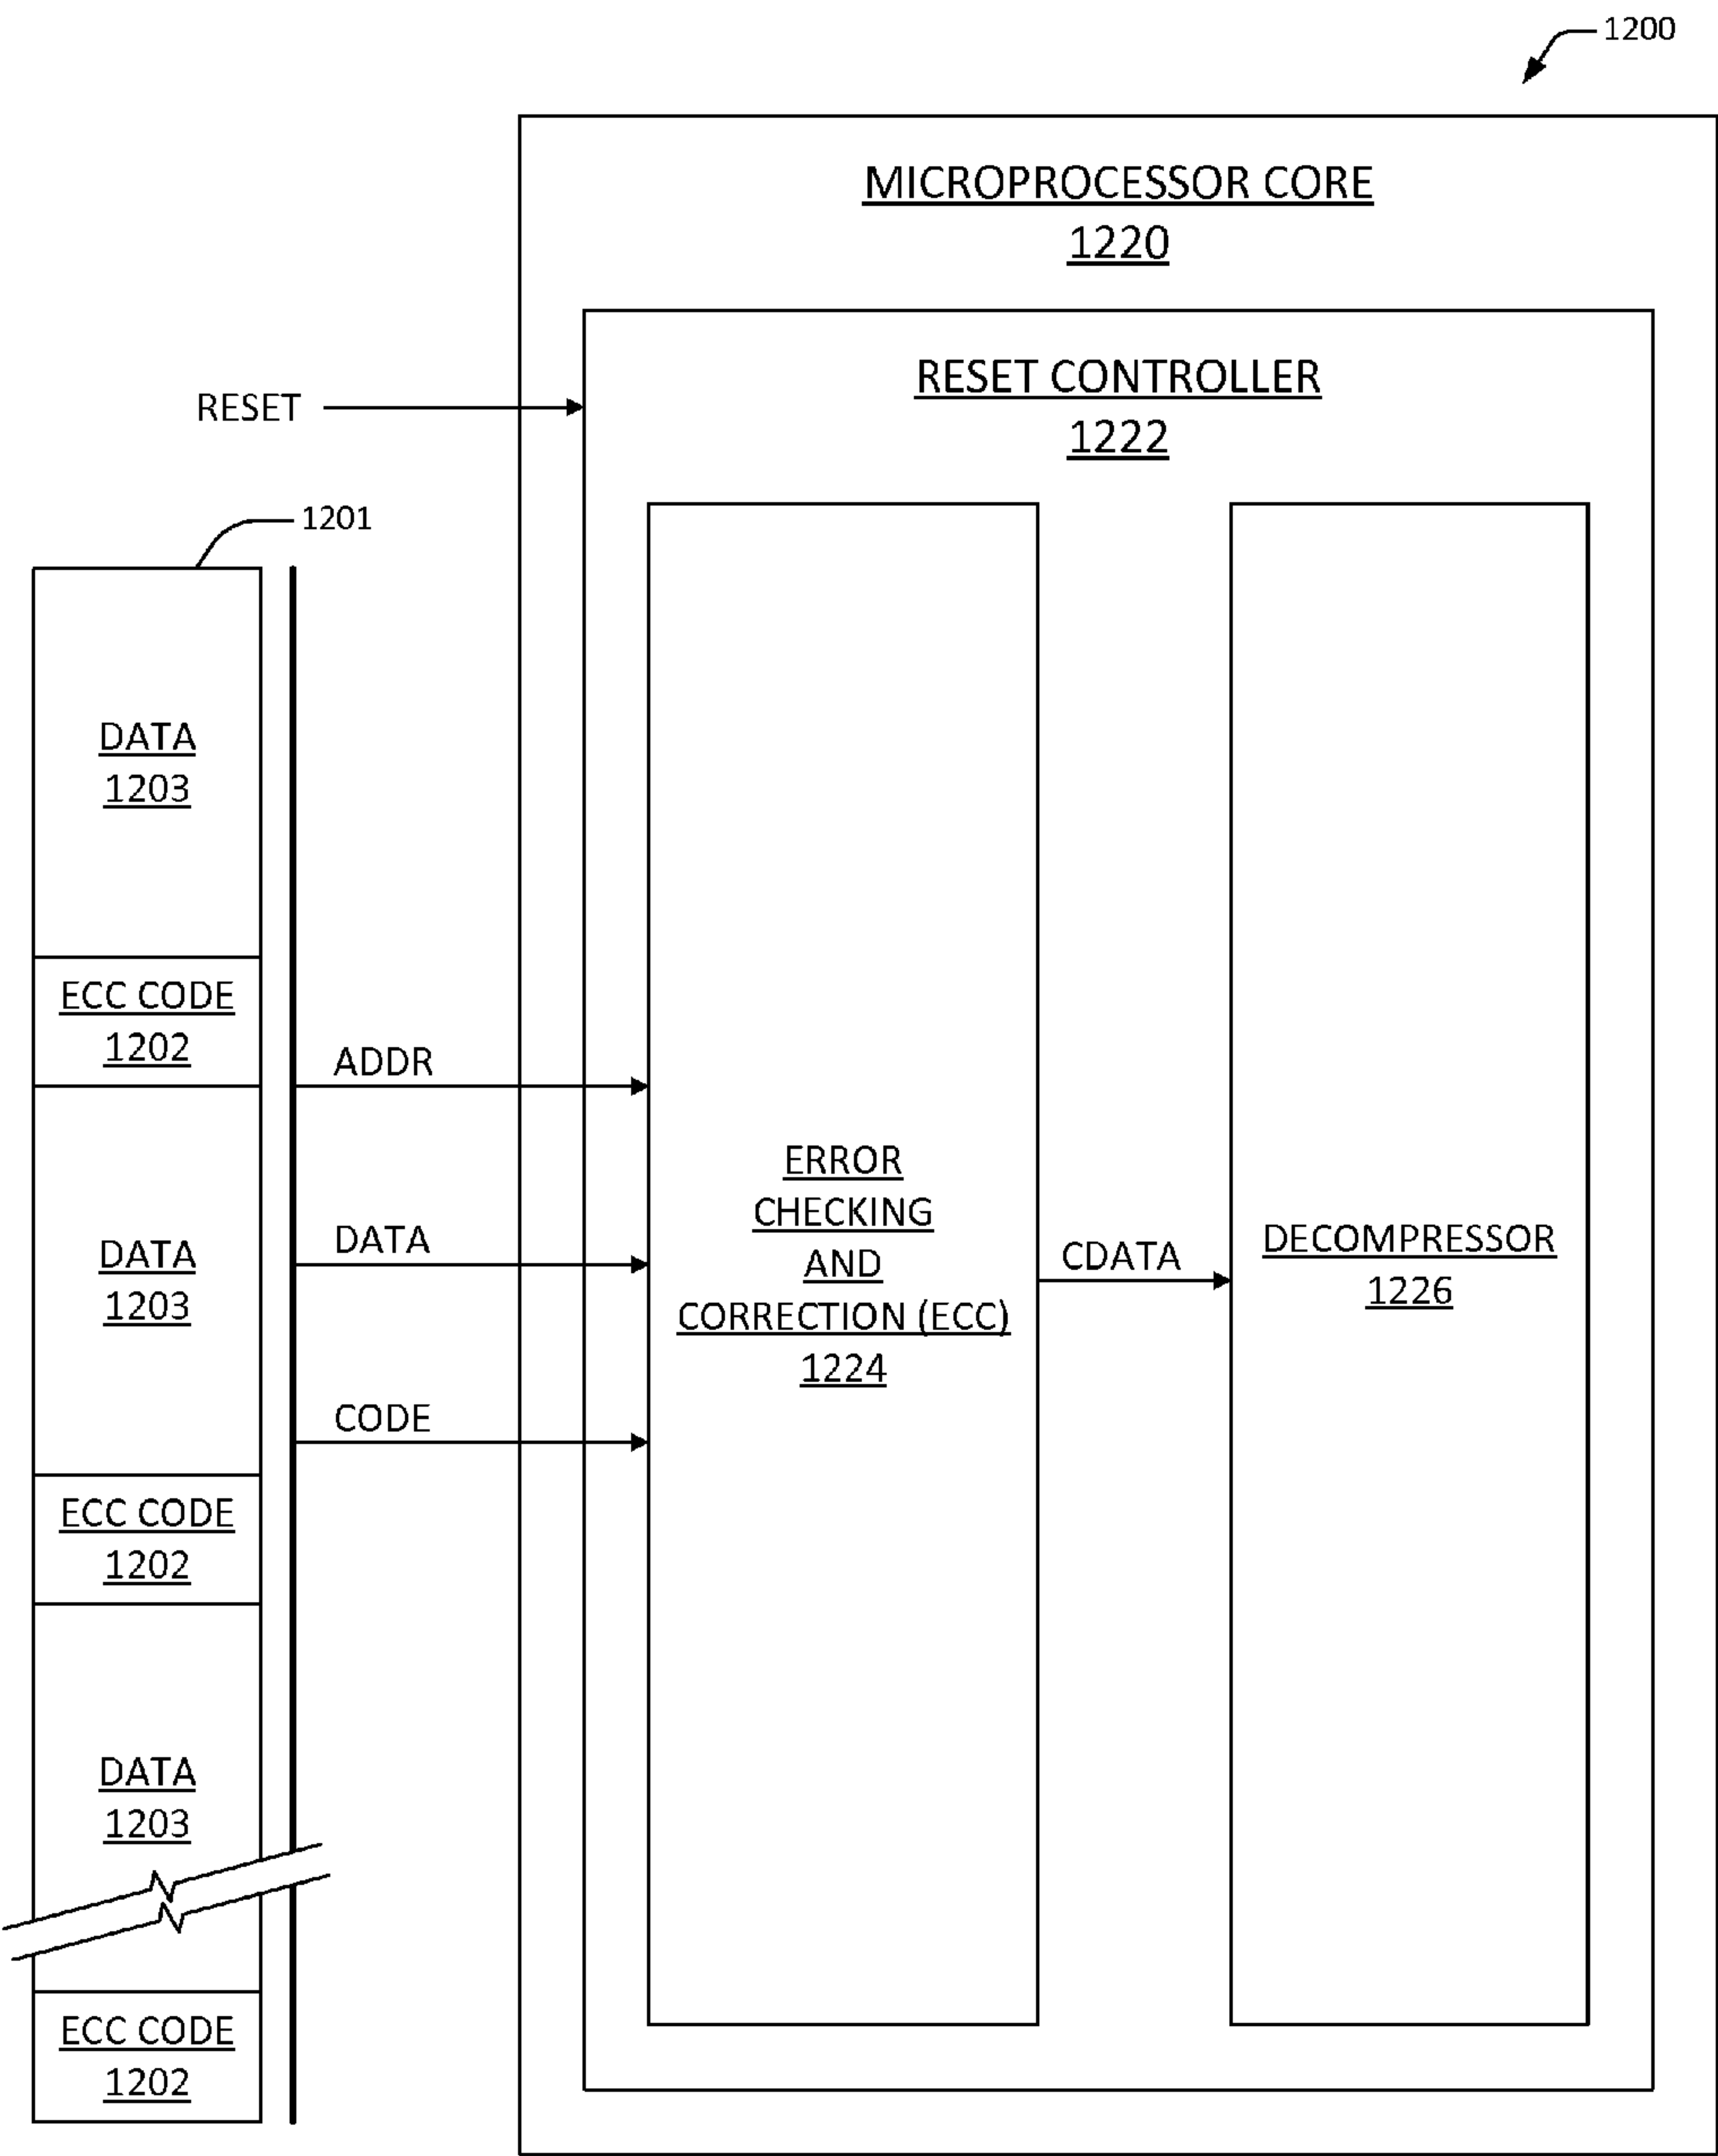 1200
MICROPROCESSOR CORE
1220
RESET CONTROLLER
1222
RESET
1201
DATA
1203
ECC CODE
1202
DATA
1203
ECC CODE
1202
DATA
1203
ECC CODE
1202
ADDR
DATA
CODE
ERROR
CHECKING
AND
CORRECTION (ECC)
1224
CDATA
DECOMPRESSOR
1226